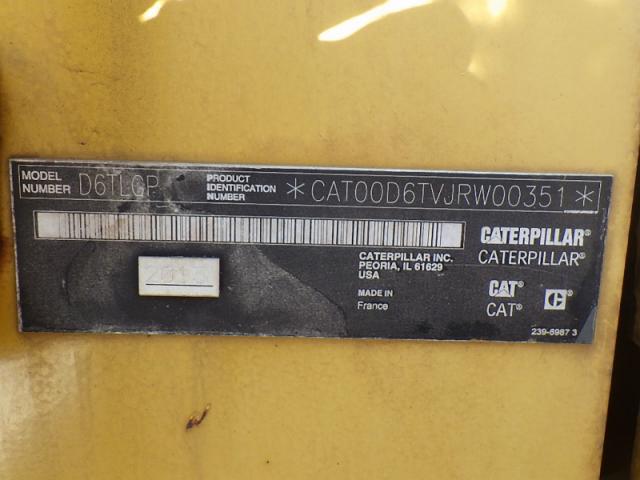 MODEL NUMBER D6TLGP PRODUCT IDENTIFICATION NUMBER *CAT00D6TVJRW00351*
CATERPILLAR®
CATERPILLAR®
CATERPILLAR INC.
PEORIA, IL 61629
USA
MADE IN
France
CAT®
CAT®
C®
239-5987 3